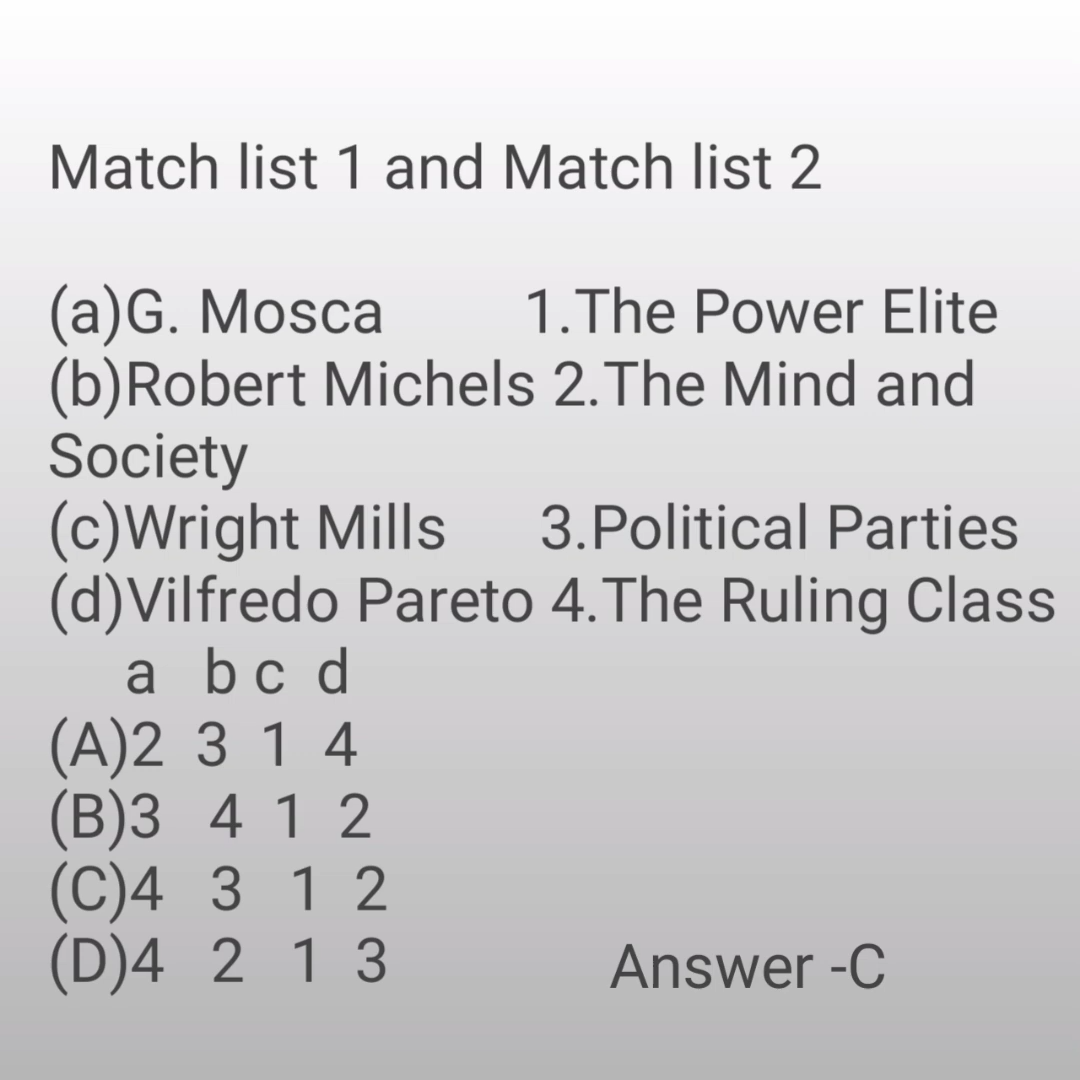 Match list 1 and Match list 2
(a)G. Mosca 1.The Power Elite
(b)Robert Michels 2.The Mind and
Society
(c)Wright Mills 3.Political Parties
(d)Vilfredo Pareto 4.The Ruling Class
a b c d
(A)2 3 1 4
(B)3 4 1 2
(C)4 3 1 2
(D)4 2 1 3 Answer -C